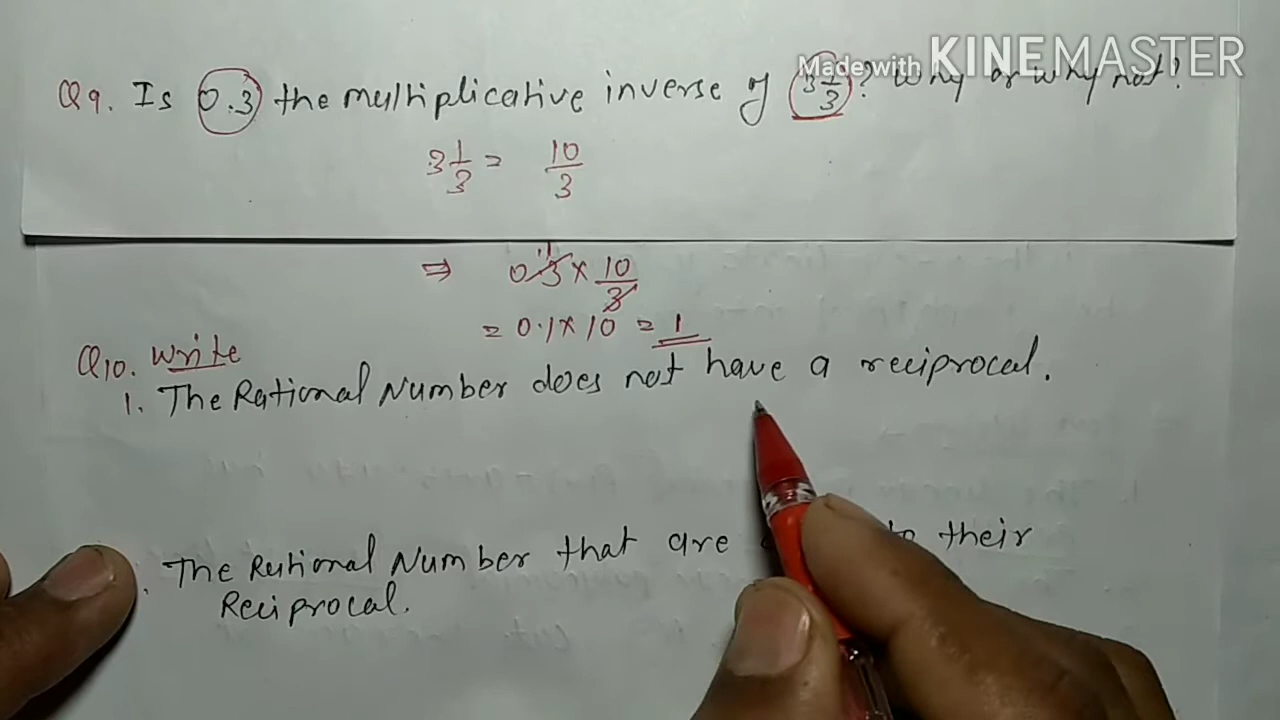 Made with KINEMASTER
Q9. Is 0.3 the multiplicative inverse of 3 1/3? Why or why not?
3 1/3 = 10/3
⇒ 0.3 × 10/3
= 0.1 × 10 = 1
Q10. Write
1. The Rational Number does not have a reciprocal.
The Rational Number that are to their
Reciprocal.